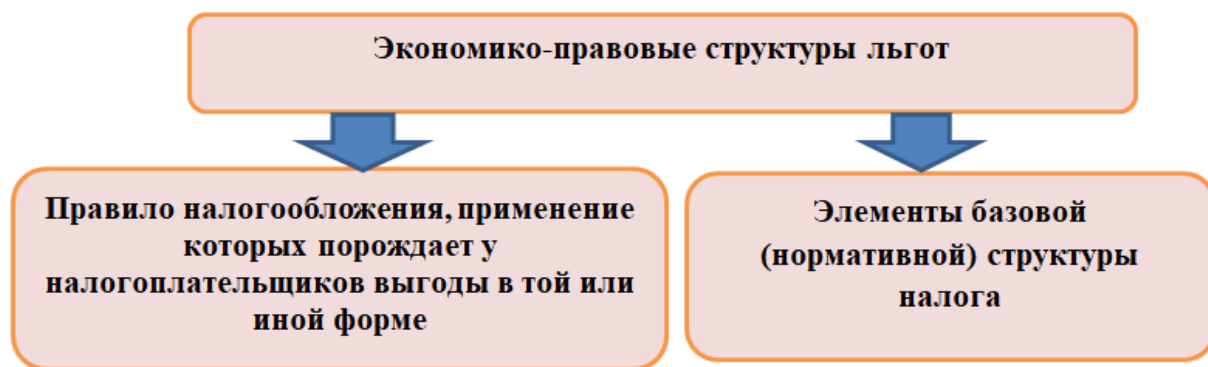 Экономико-правовые структуры льгот
Правило налогообложения, применение
которых порождает у
налогоплательщиков выгоды в той или
иной форме
Элементы базовой
(нормативной) структуры
налога